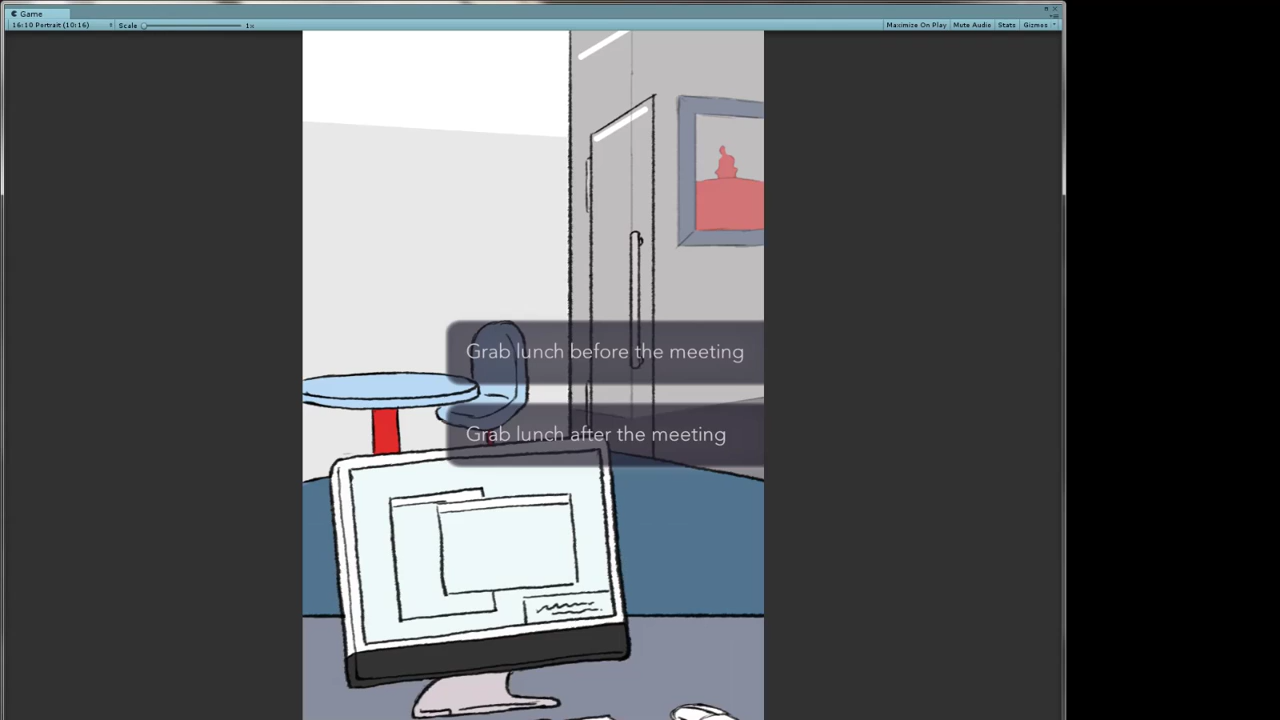 Game
16:10 Portrait (10:16) Scale 1x Maximize On Play Mute Audio Stats Gizmos
Grab lunch before the meeting
Grab lunch after the meeting